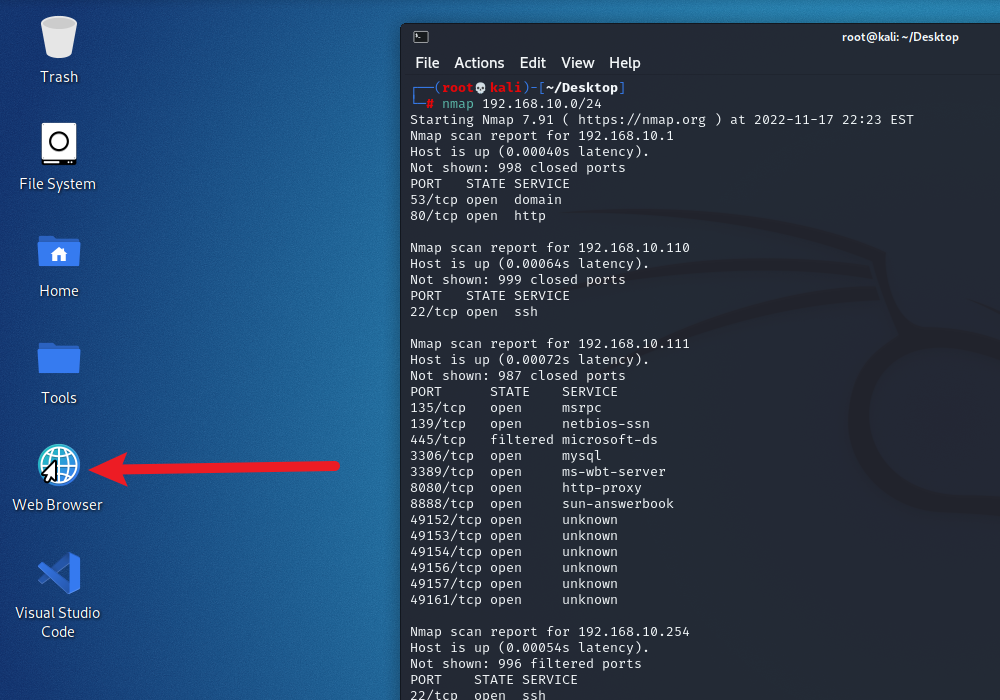 Trash
File System
Home
Tools
Web Browser
Visual Studio
Code
root@kali: ~/Desktop
File Actions Edit View Help
┌──(root💀kali)-[~/Desktop]
└─# nmap 192.168.10.0/24
Starting Nmap 7.91 ( https://nmap.org ) at 2022-11-17 22:23 EST
Nmap scan report for 192.168.10.1
Host is up (0.00040s latency).
Not shown: 998 closed ports
PORT   STATE SERVICE
53/tcp open  domain
80/tcp open  http
Nmap scan report for 192.168.10.110
Host is up (0.00064s latency).
Not shown: 999 closed ports
PORT   STATE SERVICE
22/tcp open  ssh
Nmap scan report for 192.168.10.111
Host is up (0.00072s latency).
Not shown: 987 closed ports
PORT      STATE    SERVICE
135/tcp   open     msrpc
139/tcp   open     netbios-ssn
445/tcp   filtered microsoft-ds
3306/tcp  open     mysql
3389/tcp  open     ms-wbt-server
8080/tcp  open     http-proxy
8888/tcp  open     sun-answerbook
49152/tcp open     unknown
49153/tcp open     unknown
49154/tcp open     unknown
49156/tcp open     unknown
49157/tcp open     unknown
49161/tcp open     unknown
Nmap scan report for 192.168.10.254
Host is up (0.00054s latency).
Not shown: 996 filtered ports
PORT    STATE SERVICE
22/tcp  open  ssh